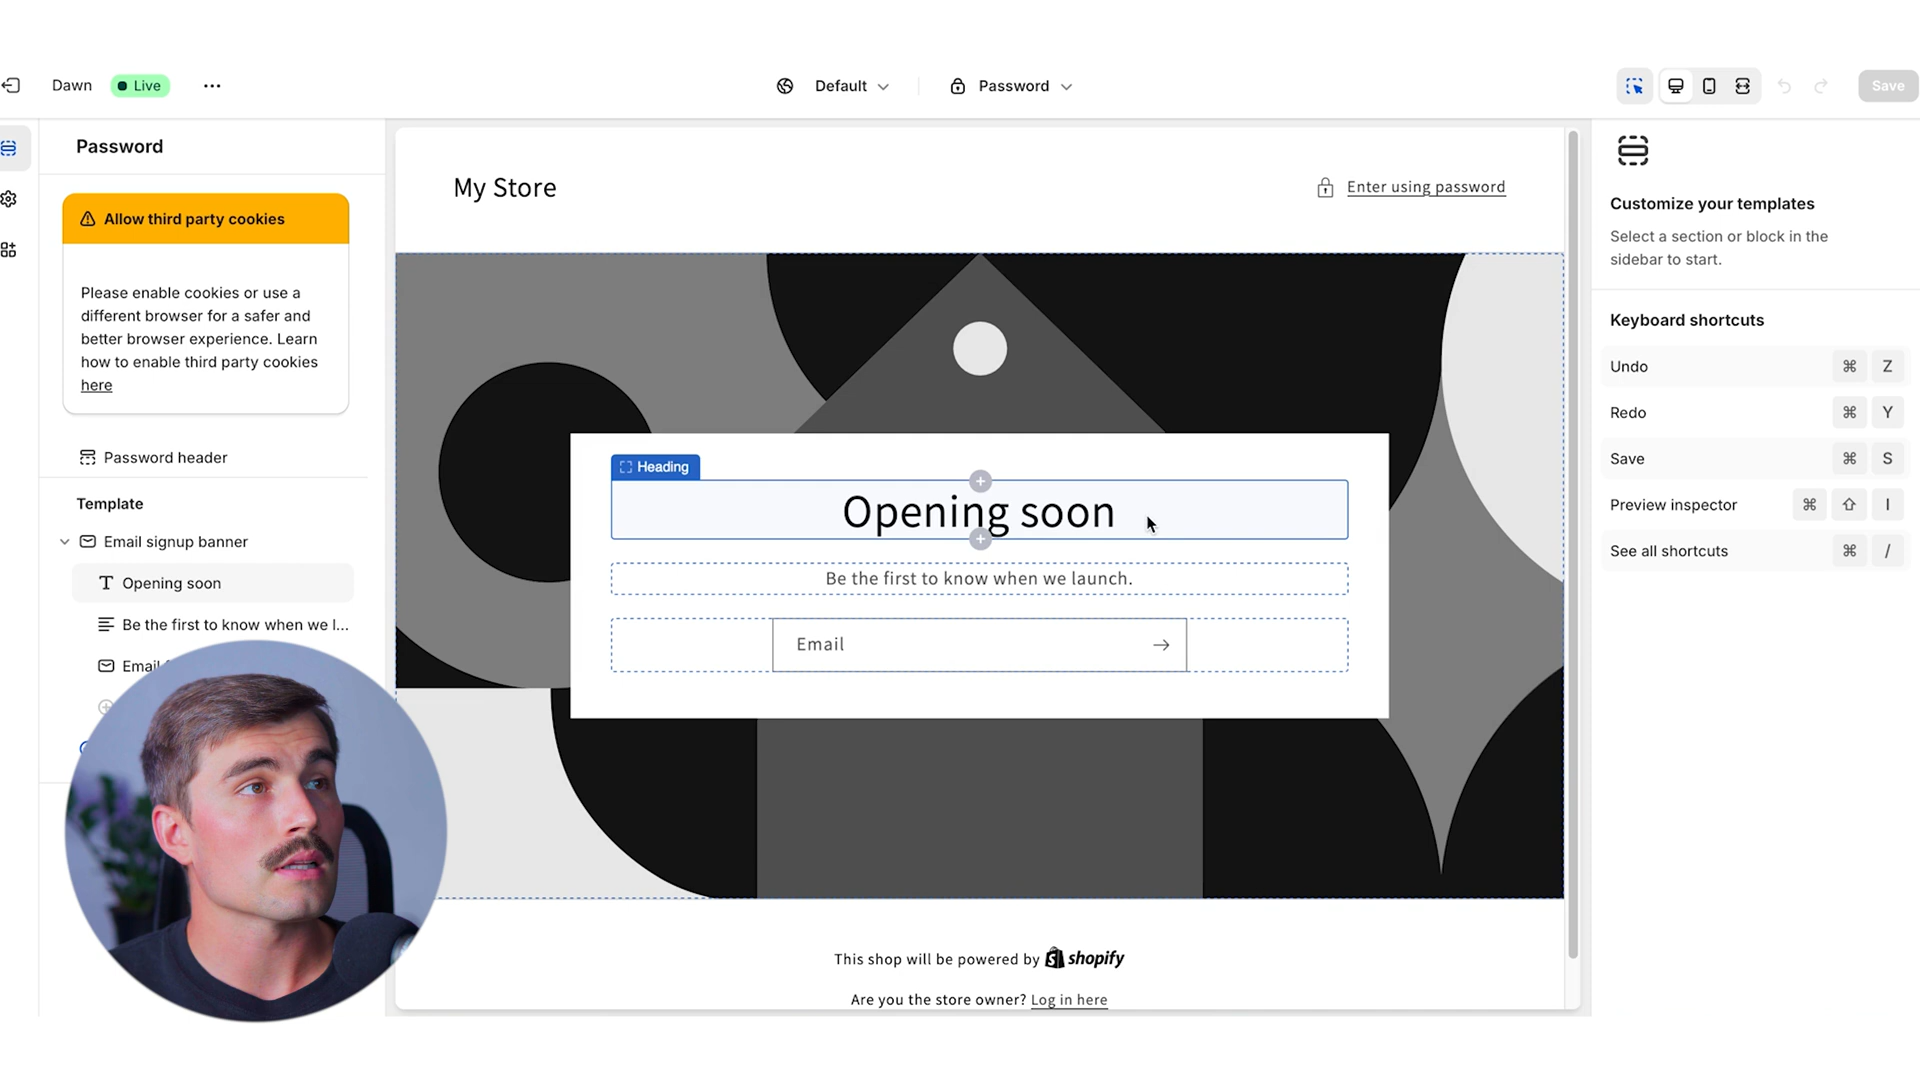 Dawn
Live
Default
Password
Save
Password
Allow third party cookies
Please enable cookies or use a
different browser for a safer and
better browser experience. Learn
how to enable third party cookies
here
Password header
Template
Email signup banner
Opening soon
Be the first to know when we l...
Email
My Store
Enter using password
Heading
Opening soon
Be the first to know when we launch.
Email
This shop will be powered by shopify
Are you the store owner? Log in here
Customize your templates
Select a section or block in the
sidebar to start.
Keyboard shortcuts
Undo ⌘ Z
Redo ⌘ Y
Save ⌘ S
Preview inspector ⌘ ⇧ I
See all shortcuts ⌘ /